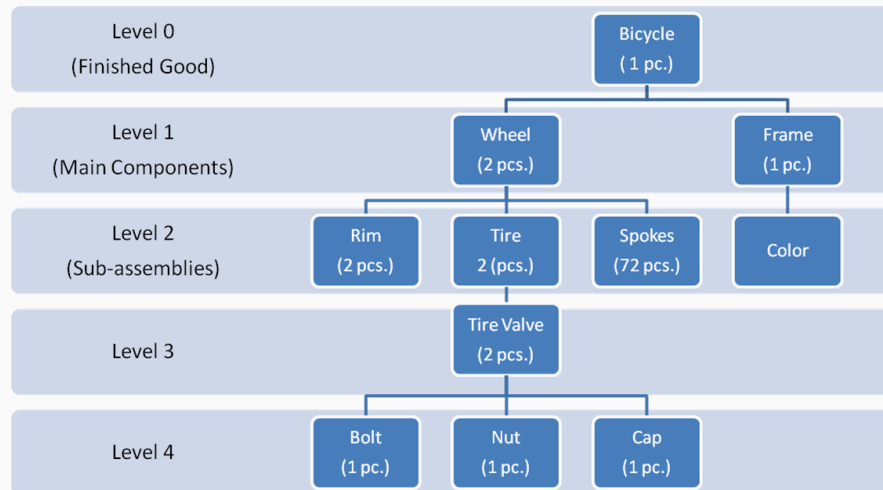 Level 0
(Finished Good)
Bicycle
( 1 pc.)
Level 1
(Main Components)
Wheel
(2 pcs.)
Frame
(1 pc.)
Level 2
(Sub-assemblies)
Rim
(2 pcs.)
Tire
2 (pcs.)
Spokes
(72 pcs.)
Color
Level 3
Tire Valve
(2 pcs.)
Level 4
Bolt
(1 pc.)
Nut
(1 pc.)
Cap
(1 pc.)